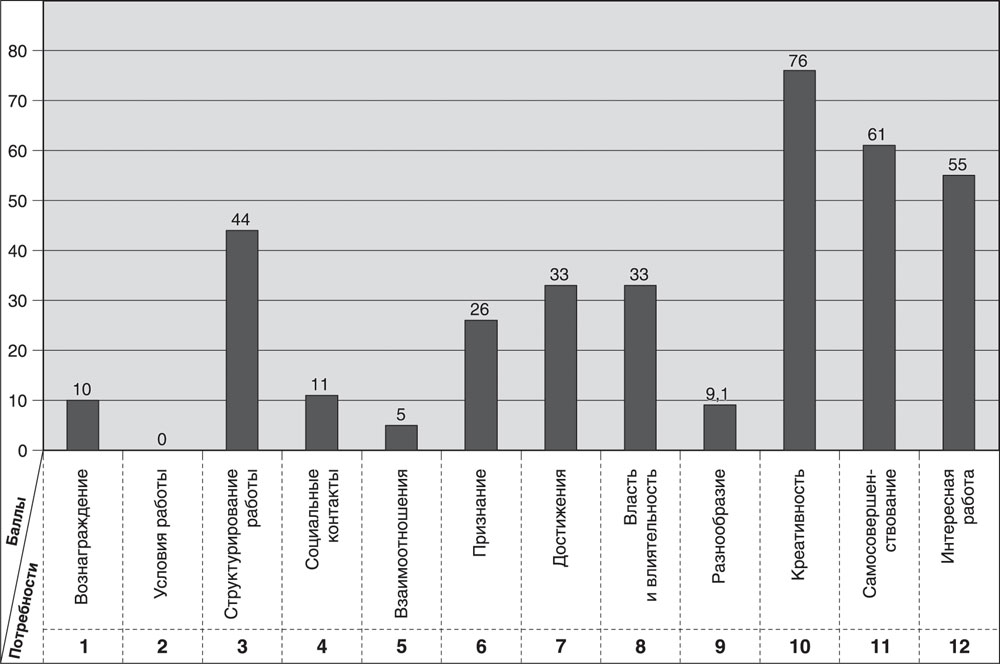 80
70
60
50
40
30
20
10
0
10
0
44
11
5
26
33
33
9,1
76
61
55
Баллы
Потребности
Вознаграждение
Условия работы
Структурирование
работы
Социальные
контакты
Взаимоотношения
Признание
Достижения
Власть
и влиятельность
Разнообразие
Креативность
Самосовершен-
ствование
Интересная
работа
1 2 3 4 5 6 7 8 9 10 11 12